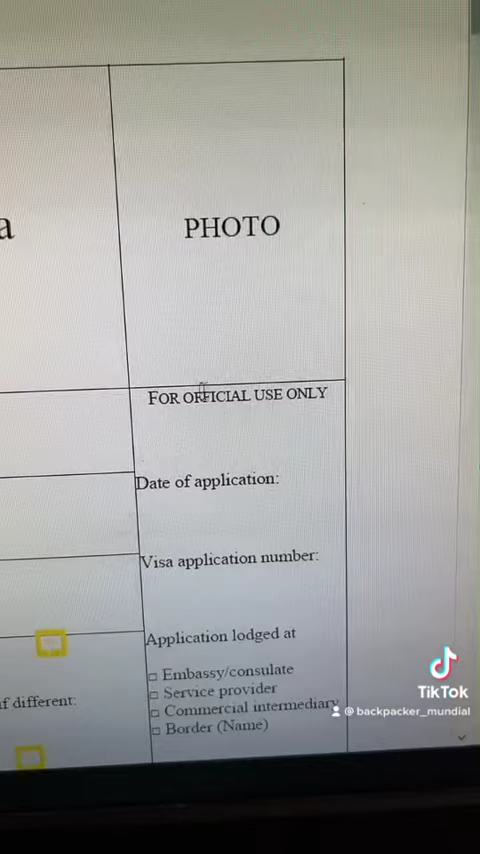 a
PHOTO
FOR OFFICIAL USE ONLY
Date of application:
Visa application number:
Application lodged at
□ Embassy/consulate
□ Service provider
□ Commercial intermediary
□ Border (Name)
if different:
TikTok
@backpacker_mundial